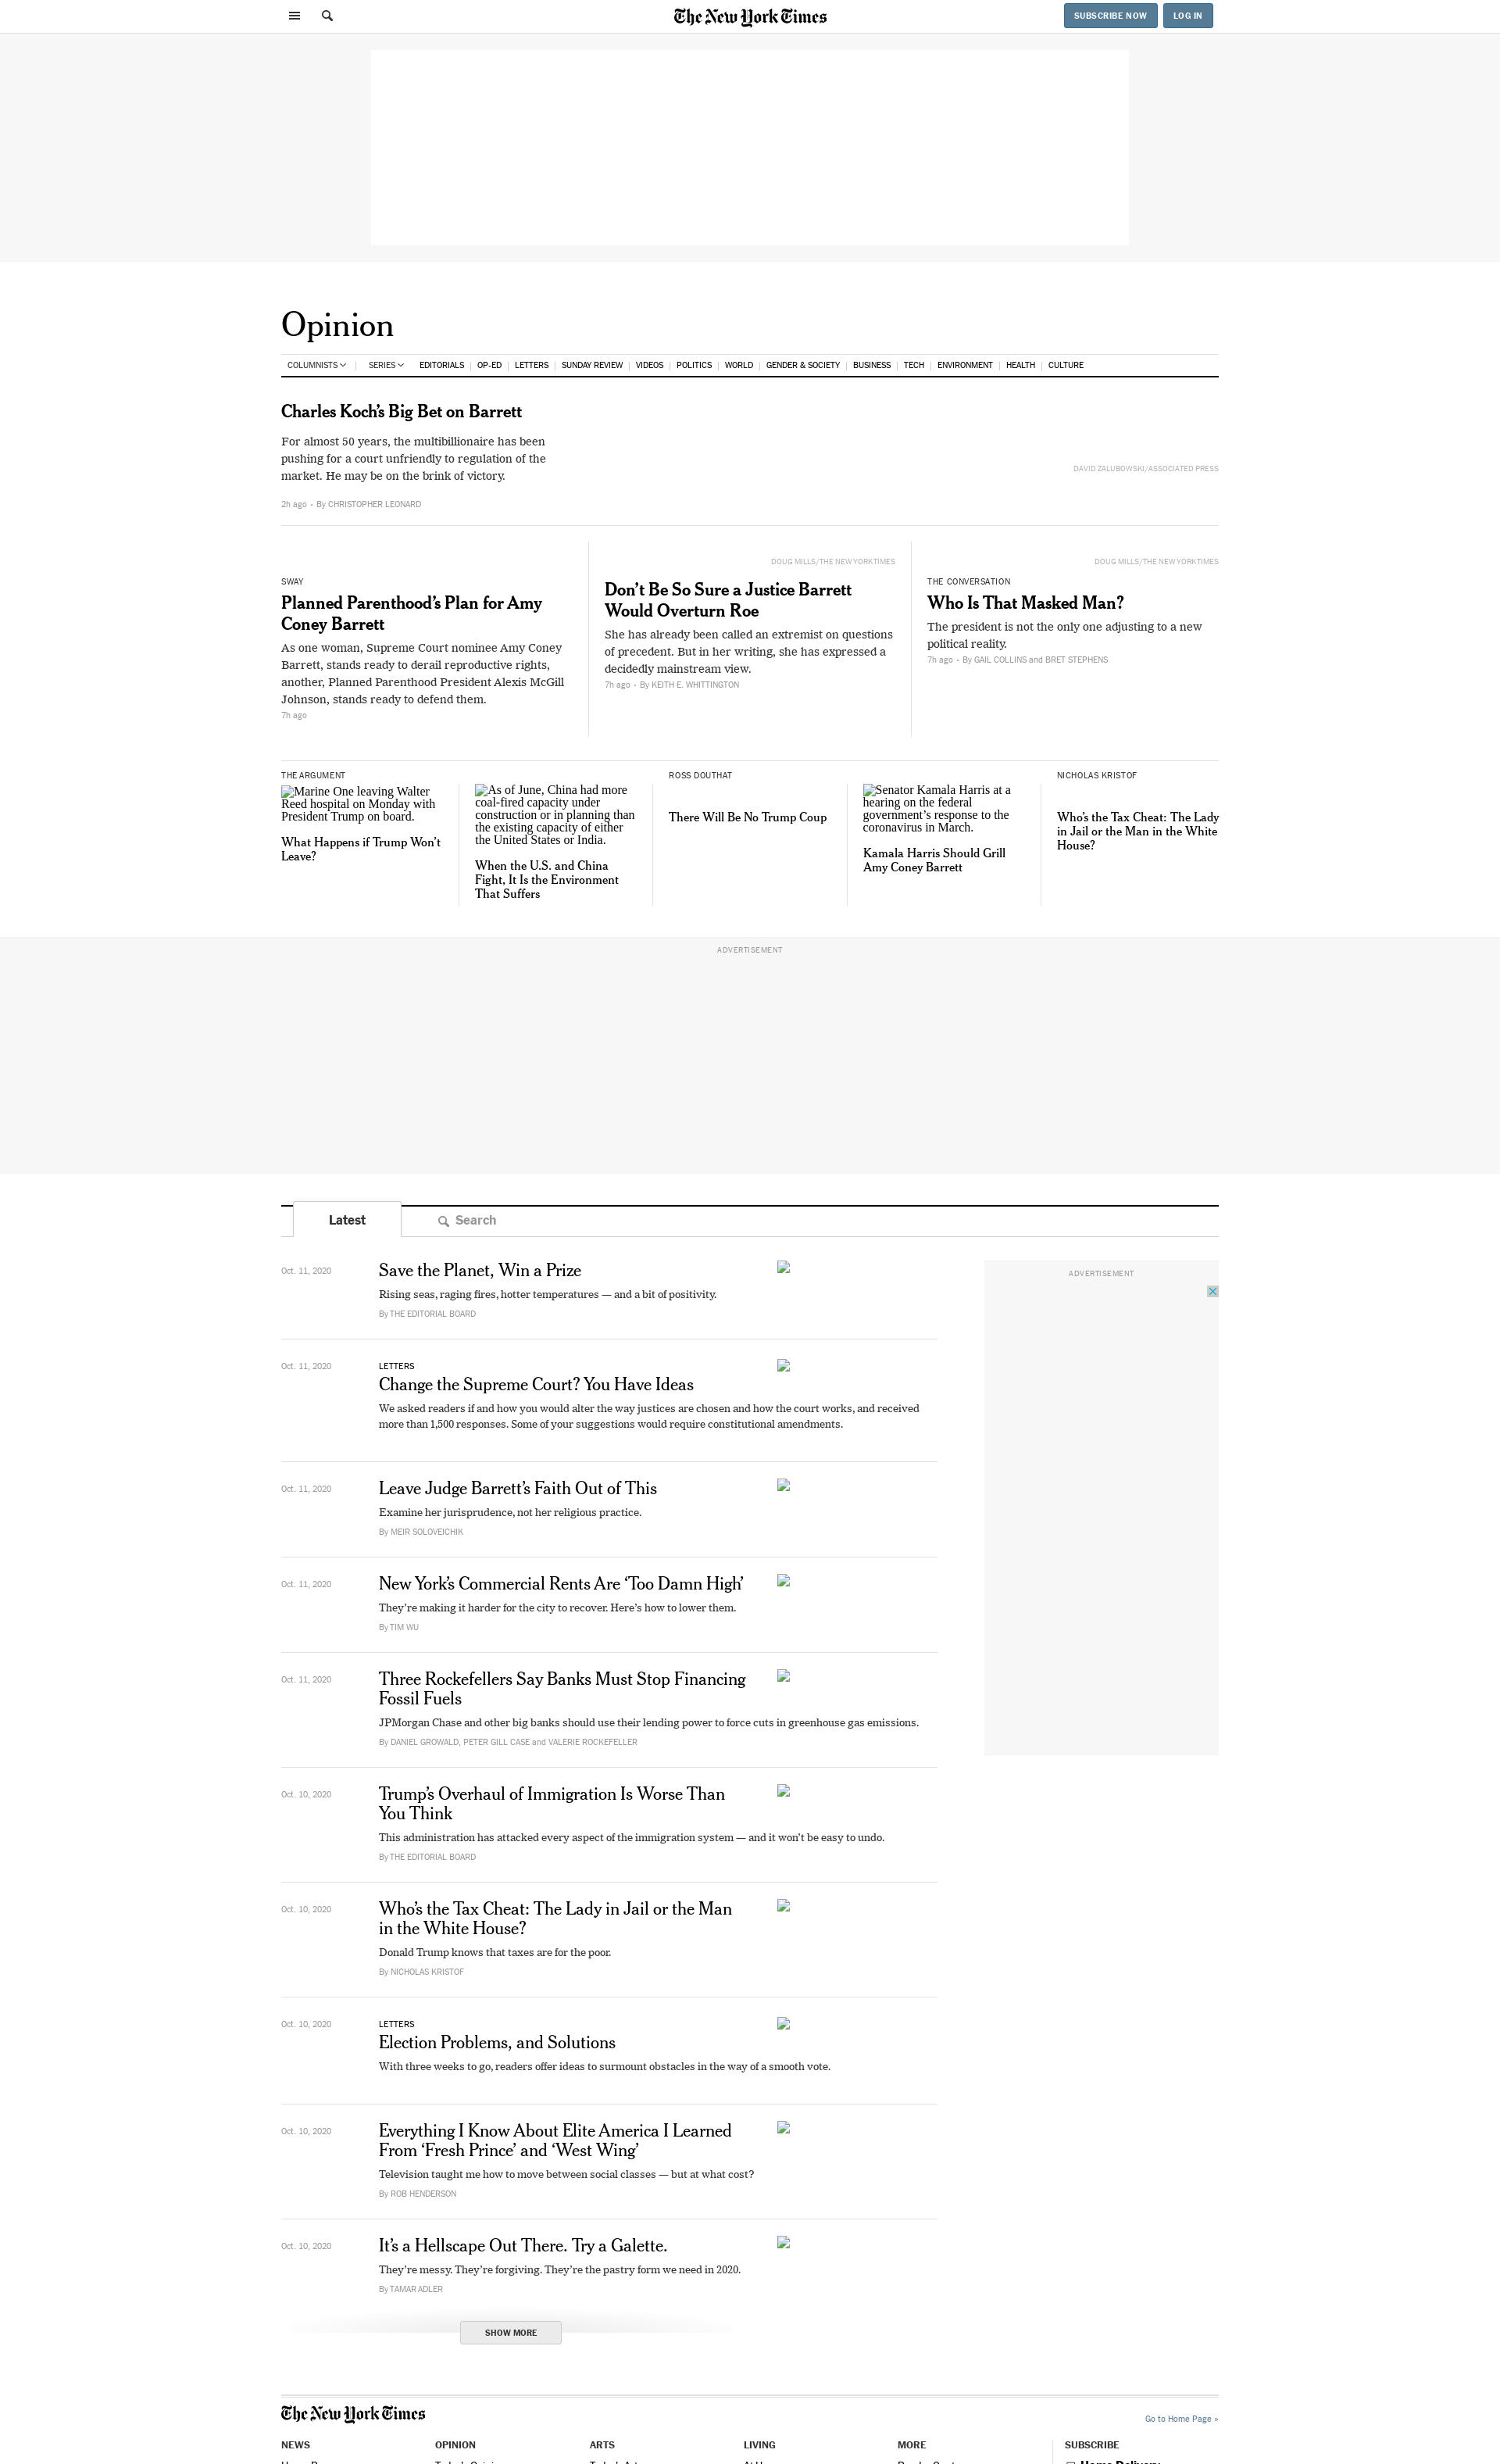 The New York Times
SUBSCRIBE NOW
LOG IN
Opinion
COLUMNISTS
SERIES
EDITORIALS
OP-ED
LETTERS
SUNDAY REVIEW
VIDEOS
POLITICS
WORLD
GENDER & SOCIETY
BUSINESS
TECH
ENVIRONMENT
HEALTH
CULTURE
Charles Koch's Big Bet on Barrett
For almost 50 years, the multibillionaire has been
pushing for a court unfriendly to regulation of the
market. He may be on the brink of victory.
2h ago · By CHRISTOPHER LEONARD
DAVID ZALUBOWSKI/ASSOCIATED PRESS
SWAY
Planned Parenthood's Plan for Amy
Coney Barrett
As one woman, Supreme Court nominee Amy Coney
Barrett, stands ready to derail reproductive rights,
another, Planned Parenthood President Alexis McGill
Johnson, stands ready to defend them.
7h ago
DOUG MILLS/THE NEW YORK TIMES
Don't Be So Sure a Justice Barrett
Would Overturn Roe
She has already been called an extremist on questions
of precedent. But in her writing, she has expressed a
decidedly mainstream view.
7h ago · By KEITH E. WHITTINGTON
DOUG MILLS/THE NEW YORK TIMES
THE CONVERSATION
Who Is That Masked Man?
The president is not the only one adjusting to a new
political reality.
7h ago · By GAIL COLLINS and BRET STEPHENS
THE ARGUMENT
Marine One leaving Walter
Reed hospital on Monday with
President Trump on board.
What Happens if Trump Won't
Leave?
As of June, China had more
coal-fired capacity under
construction or in planning than
the existing capacity of either
the United States or India.
When the U.S. and China
Fight, It Is the Environment
That Suffers
ROSS DOUTHAT
There Will Be No Trump Coup
Senator Kamala Harris at a
hearing on the federal
government's response to the
coronavirus in March.
Kamala Harris Should Grill
Amy Coney Barrett
NICHOLAS KRISTOF
Who's the Tax Cheat: The Lady
in Jail or the Man in the White
House?
ADVERTISEMENT
Latest
Search
Oct. 11, 2020
Save the Planet, Win a Prize
Rising seas, raging fires, hotter temperatures — and a bit of positivity.
By THE EDITORIAL BOARD
ADVERTISEMENT
Oct. 11, 2020
LETTERS
Change the Supreme Court? You Have Ideas
We asked readers if and how you would alter the way justices are chosen and how the court works, and received
more than 1,500 responses. Some of your suggestions would require constitutional amendments.
Oct. 11, 2020
Leave Judge Barrett's Faith Out of This
Examine her jurisprudence, not her religious practice.
By MEIR SOLOVEICHIK
Oct. 11, 2020
New York's Commercial Rents Are 'Too Damn High'
They're making it harder for the city to recover. Here's how to lower them.
By TIM WU
Oct. 11, 2020
Three Rockefellers Say Banks Must Stop Financing
Fossil Fuels
JPMorgan Chase and other big banks should use their lending power to force cuts in greenhouse gas emissions.
By DANIEL GROWALD, PETER GILL CASE and VALERIE ROCKEFELLER
Oct. 10, 2020
Trump's Overhaul of Immigration Is Worse Than
You Think
This administration has attacked every aspect of the immigration system — and it won't be easy to undo.
By THE EDITORIAL BOARD
Oct. 10, 2020
Who's the Tax Cheat: The Lady in Jail or the Man
in the White House?
Donald Trump knows that taxes are for the poor.
By NICHOLAS KRISTOF
Oct. 10, 2020
LETTERS
Election Problems, and Solutions
With three weeks to go, readers offer ideas to surmount obstacles in the way of a smooth vote.
Oct. 10, 2020
Everything I Know About Elite America I Learned
From 'Fresh Prince' and 'West Wing'
Television taught me how to move between social classes — but at what cost?
By ROB HENDERSON
Oct. 10, 2020
It's a Hellscape Out There. Try a Galette.
They're messy. They're forgiving. They're the pastry form we need in 2020.
By TAMAR ADLER
SHOW MORE
The New York Times
Go to Home Page »
NEWS
OPINION
ARTS
LIVING
MORE
SUBSCRIBE